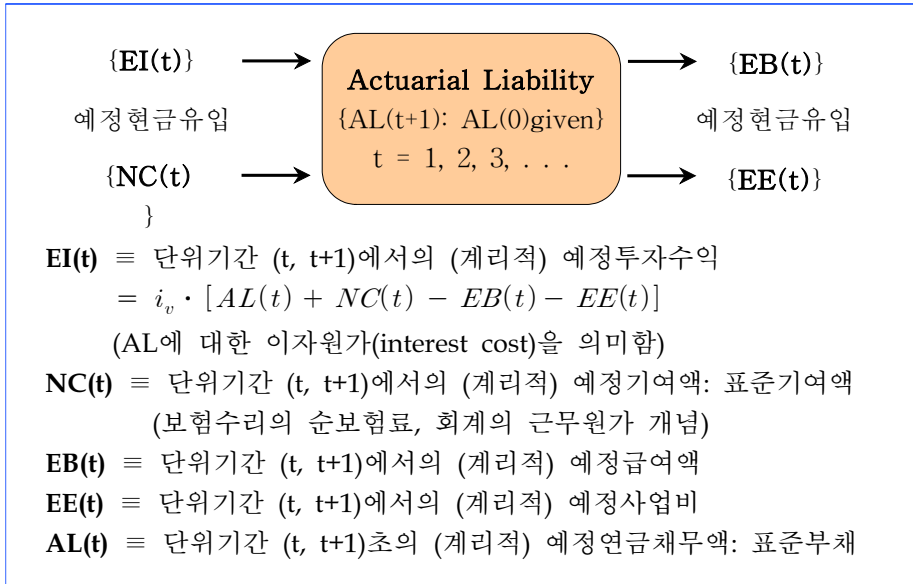 {EI(t)}
예정현금유입
{NC(t)
}
Actuarial Liability
{AL(t+1): AL(0)given}
t = 1, 2, 3, . . .
{EB(t)}
예정현금유입
{EE(t)}
EI(t) ≡ 단위기간 (t, t+1)에서의 (계리적) 예정투자수익
= i_v · [AL(t) + NC(t) − EB(t) − EE(t)]
(AL에 대한 이자원가(interest cost)을 의미함)
NC(t) ≡ 단위기간 (t, t+1)에서의 (계리적) 예정기여액: 표준기여액
(보험수리의 순보험료, 회계의 근무원가 개념)
EB(t) ≡ 단위기간 (t, t+1)에서의 (계리적) 예정급여액
EE(t) ≡ 단위기간 (t, t+1)에서의 (계리적) 예정사업비
AL(t) ≡ 단위기간 (t, t+1)초의 (계리적) 예정연금채무액: 표준부채